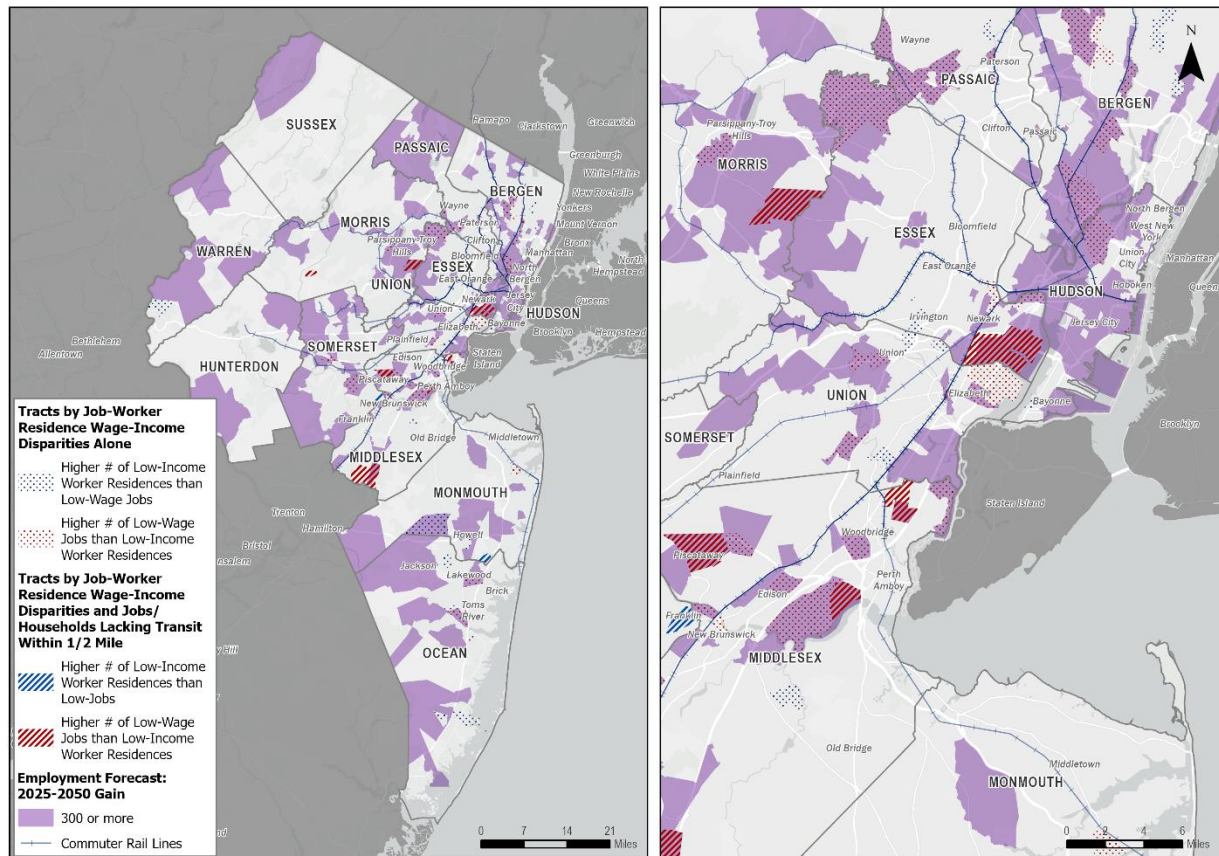 SUSSEX
PASSAIC
Ramapo
Clarkstown
Greenwich
Greenburgh
White Plains
New Rochelle
Yonkers
Mount Vernon
BERGEN
MORRIS
Wayne
Paterson
Parsippany-Troy
Hills
Clifton
Bloomfield
Manhattan
Bronx
North
Hempstead
WARREN
ESSEX
East Orange
North
Bergen
UNION
Newark
Jersey
City
Queens
HUDSON
Union
Elizabeth
Bayonne
Brooklyn
Hempstead
Bethlehem
Allentown
SOMERSET
Plainfield
Staten
Island
Edison
Woodbridge
HUNTERDON
Piscataway
Perth Amboy
New Brunswick
Franklin
Old Bridge
Middletown
MIDDLESEX
MONMOUTH
Trenton
Hamilton
Bristol
nsalem
Howell
Jackson
Lakewood
Brick
Toms
River
OCEAN
Tracts by Job-Worker
Residence Wage-Income
Disparities Alone
Higher # of Low-Income
Worker Residences than
Low-Wage Jobs
Higher # of Low-Wage
Jobs than Low-Income
Worker Residences
Tracts by Job-Worker
Residence Wage-Income
Disparities and Jobs/
Households Lacking Transit
Within 1/2 Mile
Higher # of Low-Income
Worker Residences than
Low-Jobs
Higher # of Low-Wage
Jobs than Low-Income
Worker Residences
Employment Forecast:
2025-2050 Gain
300 or more
Commuter Rail Lines
y Hill
nd
0 7 14 21
Miles
N
Wayne
Paterson
PASSAIC
BERGEN
Parsippany-Troy
Hills
Clifton
Passaic
MORRIS
North Bergen
West New
York
ESSEX
Bloomfield
Union
City
Manhattan
East Orange
Hoboken
Queen
HUDSON
Irvington
Newark
Jersey City
Union
UNION
Elizabeth
Bayonne
SOMERSET
Brooklyn
Plainfield
Staten Island
Woodbridge
Piscataway
Perth
Amboy
Edison
Franklin
New Brunswick
MIDDLESEX
Old Bridge
Middletown
MONMOUTH
0 2 4 6
Miles